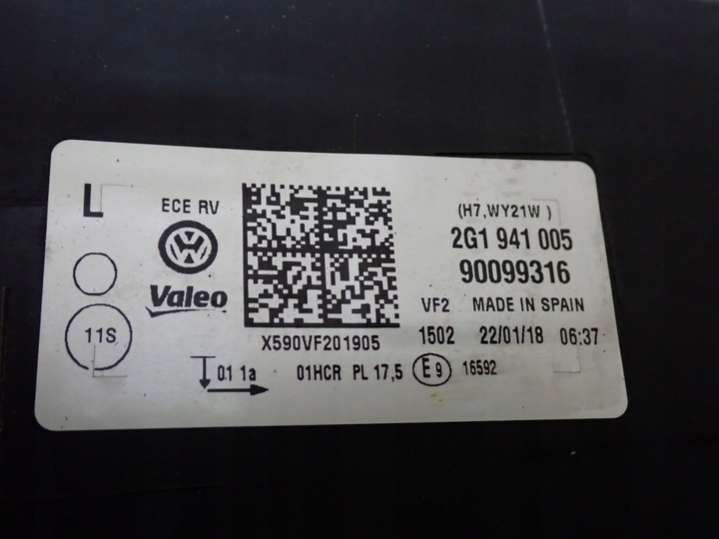 L
ECE RV
Valeo
11S
X590VF201905
(H7,WY21W )
2G1 941 005
90099316
VF2 MADE IN SPAIN
1502 22/01/18 06:37
01 1a
01HCR PL 17,5 E9 16592